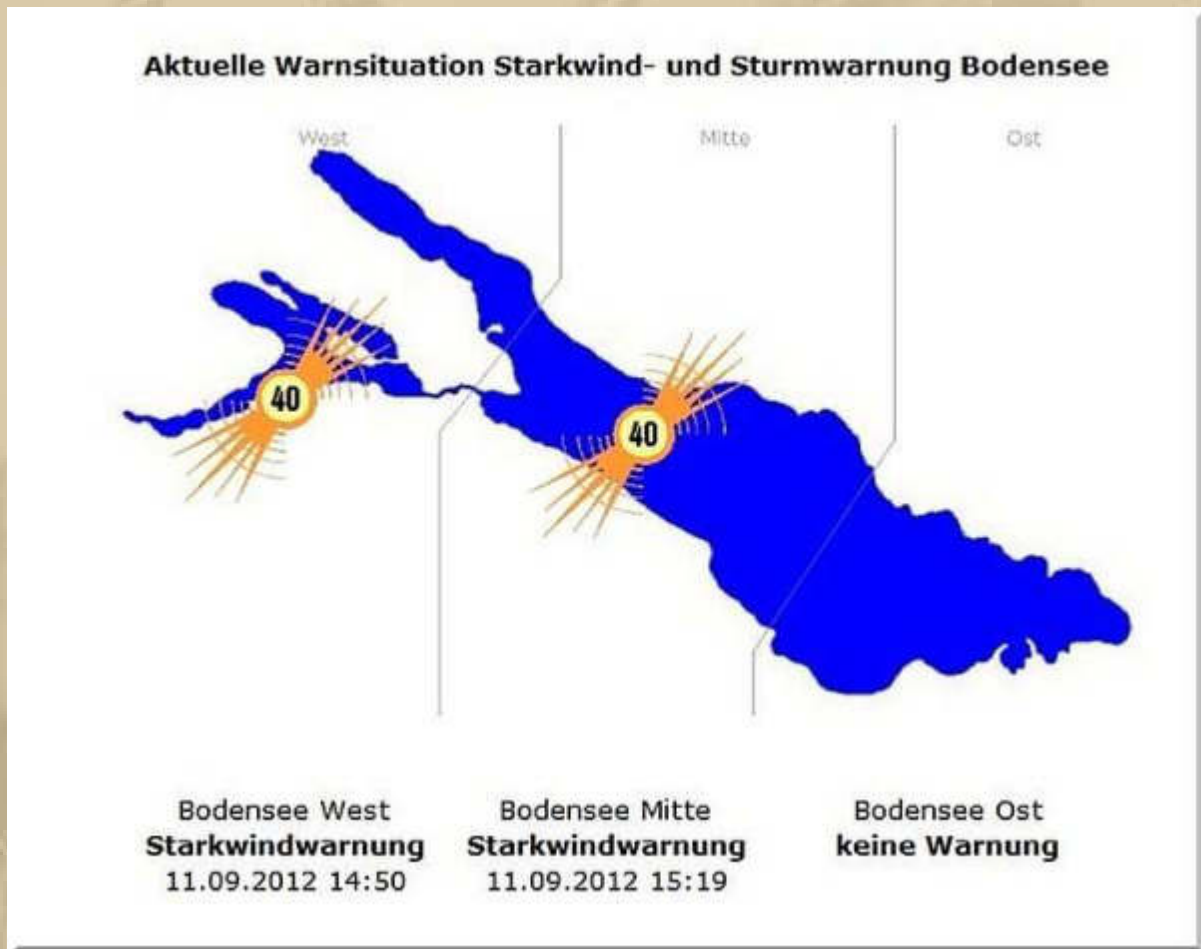 Aktuelle Warnsituation Starkwind- und Sturmwarnung Bodensee
West
Mitte
Ost
40
40
Bodensee West
Starkwindwarnung
11.09.2012 14:50
Bodensee Mitte
Starkwindwarnung
11.09.2012 15:19
Bodensee Ost
keine Warnung